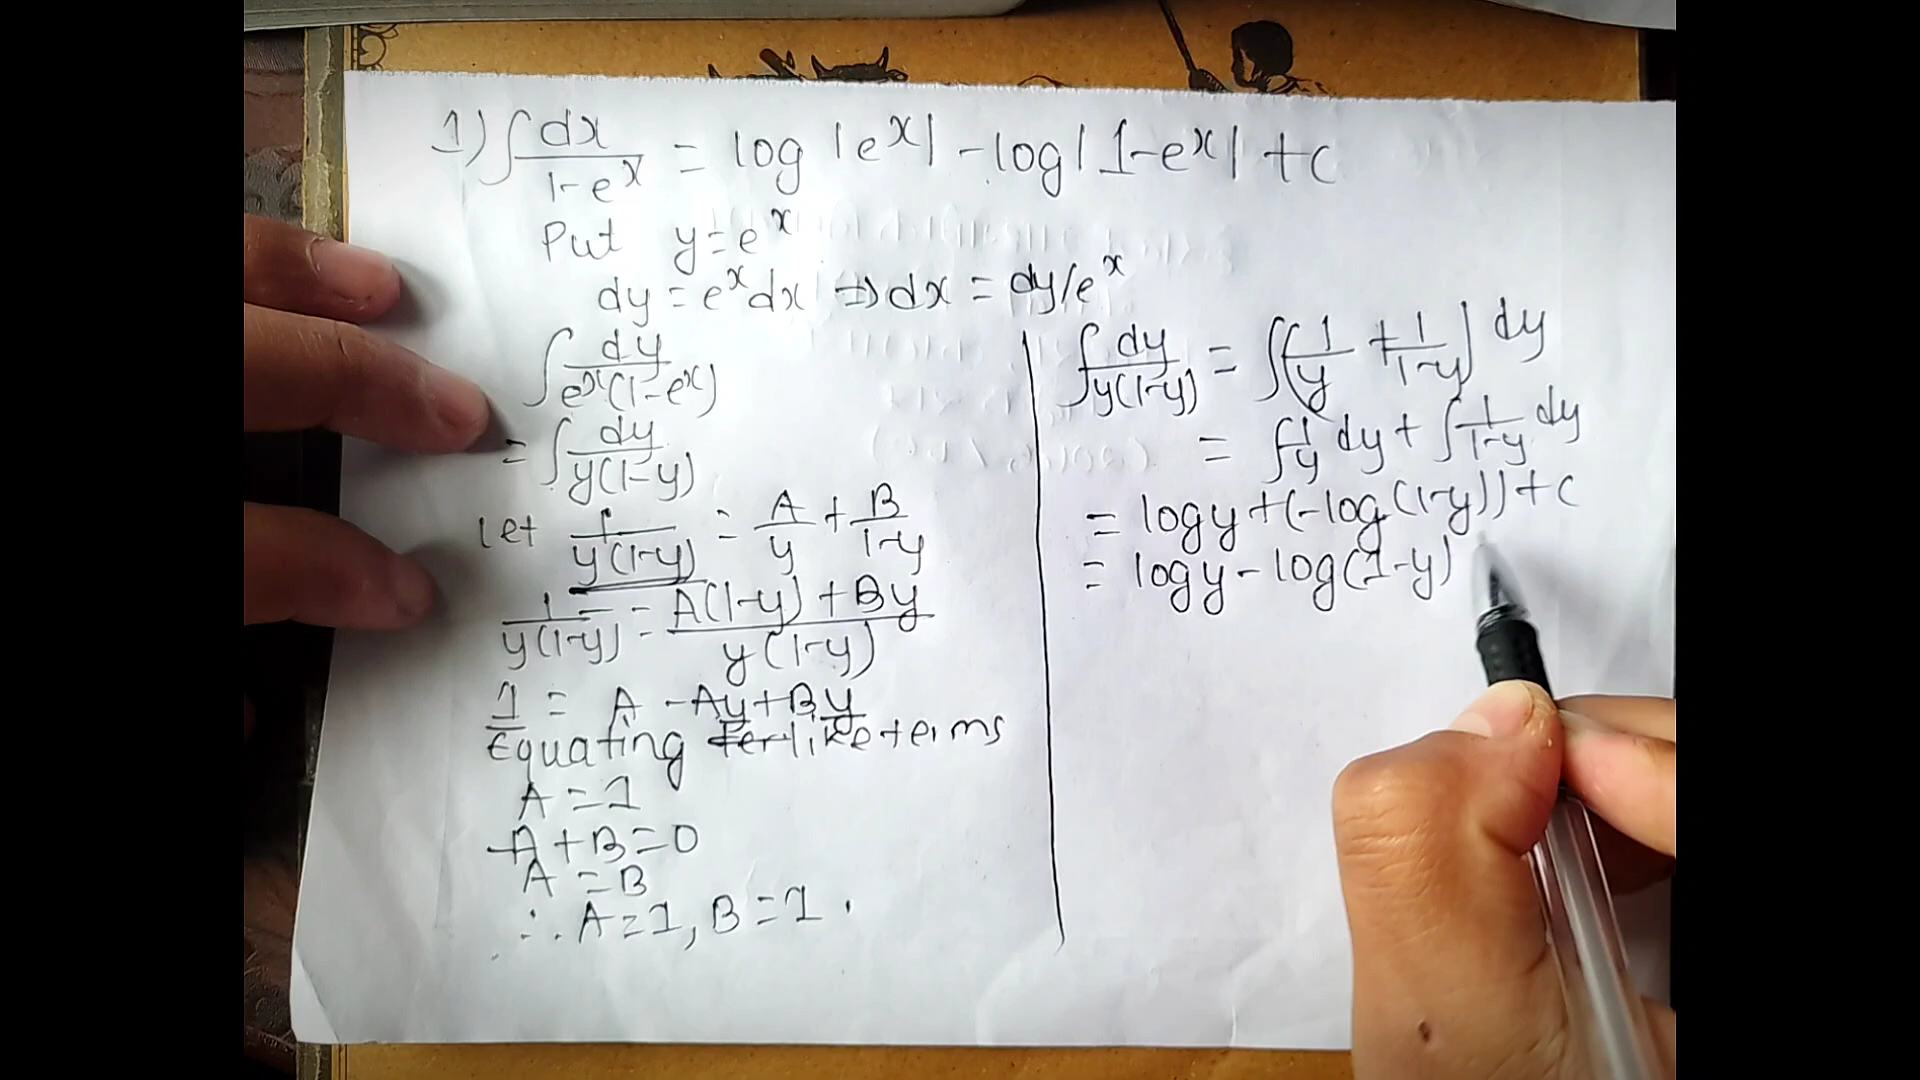 1) ∫ dx/(1-e^x) = log |e^x| - log |1-e^x| + c
Put y = e^x
dy = e^x dx ⇒ dx = dy/e^x
∫ dy/(e^x(1-e^x))
= ∫ dy/(y(1-y))
let 1/(y(1-y)) = A/y + B/(1-y)
1/(y(1-y)) = (A(1-y) + By)/(y(1-y))
1 = A - Ay + By
Equating like terms
A = 1
-A + B = 0
A = B
∴ A = 1, B = 1.
∫ dy/(y(1-y)) = ∫(1/y + 1/(1-y)] dy
= ∫ 1/y dy + ∫ 1/(1-y) dy
= log y + (-log(1-y)) + c
= log y - log(1-y)